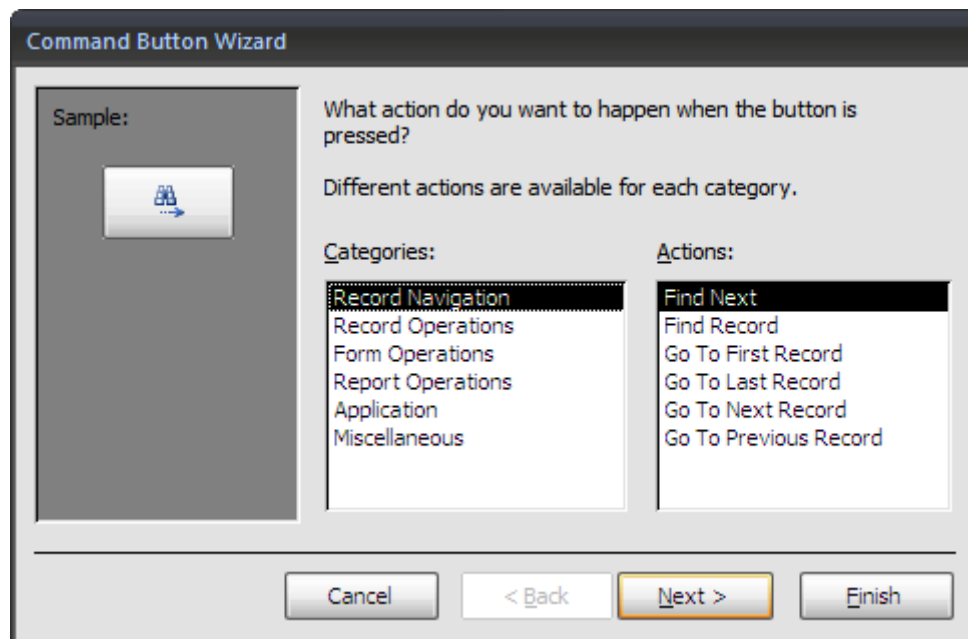 Command Button Wizard
Sample:
What action do you want to happen when the button is
pressed?
Different actions are available for each category.
Categories:
Record Navigation
Record Operations
Form Operations
Report Operations
Application
Miscellaneous
Actions:
Find Next
Find Record
Go To First Record
Go To Last Record
Go To Next Record
Go To Previous Record
Cancel
< Back
Next >
Finish